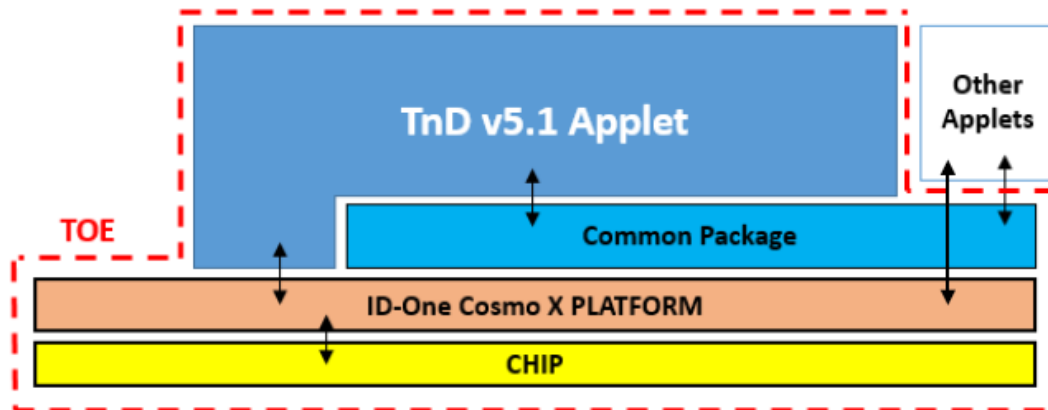 TnD v5.1 Applet
Other
Applets
TOE
Common Package
ID-One Cosmo X PLATFORM
CHIP